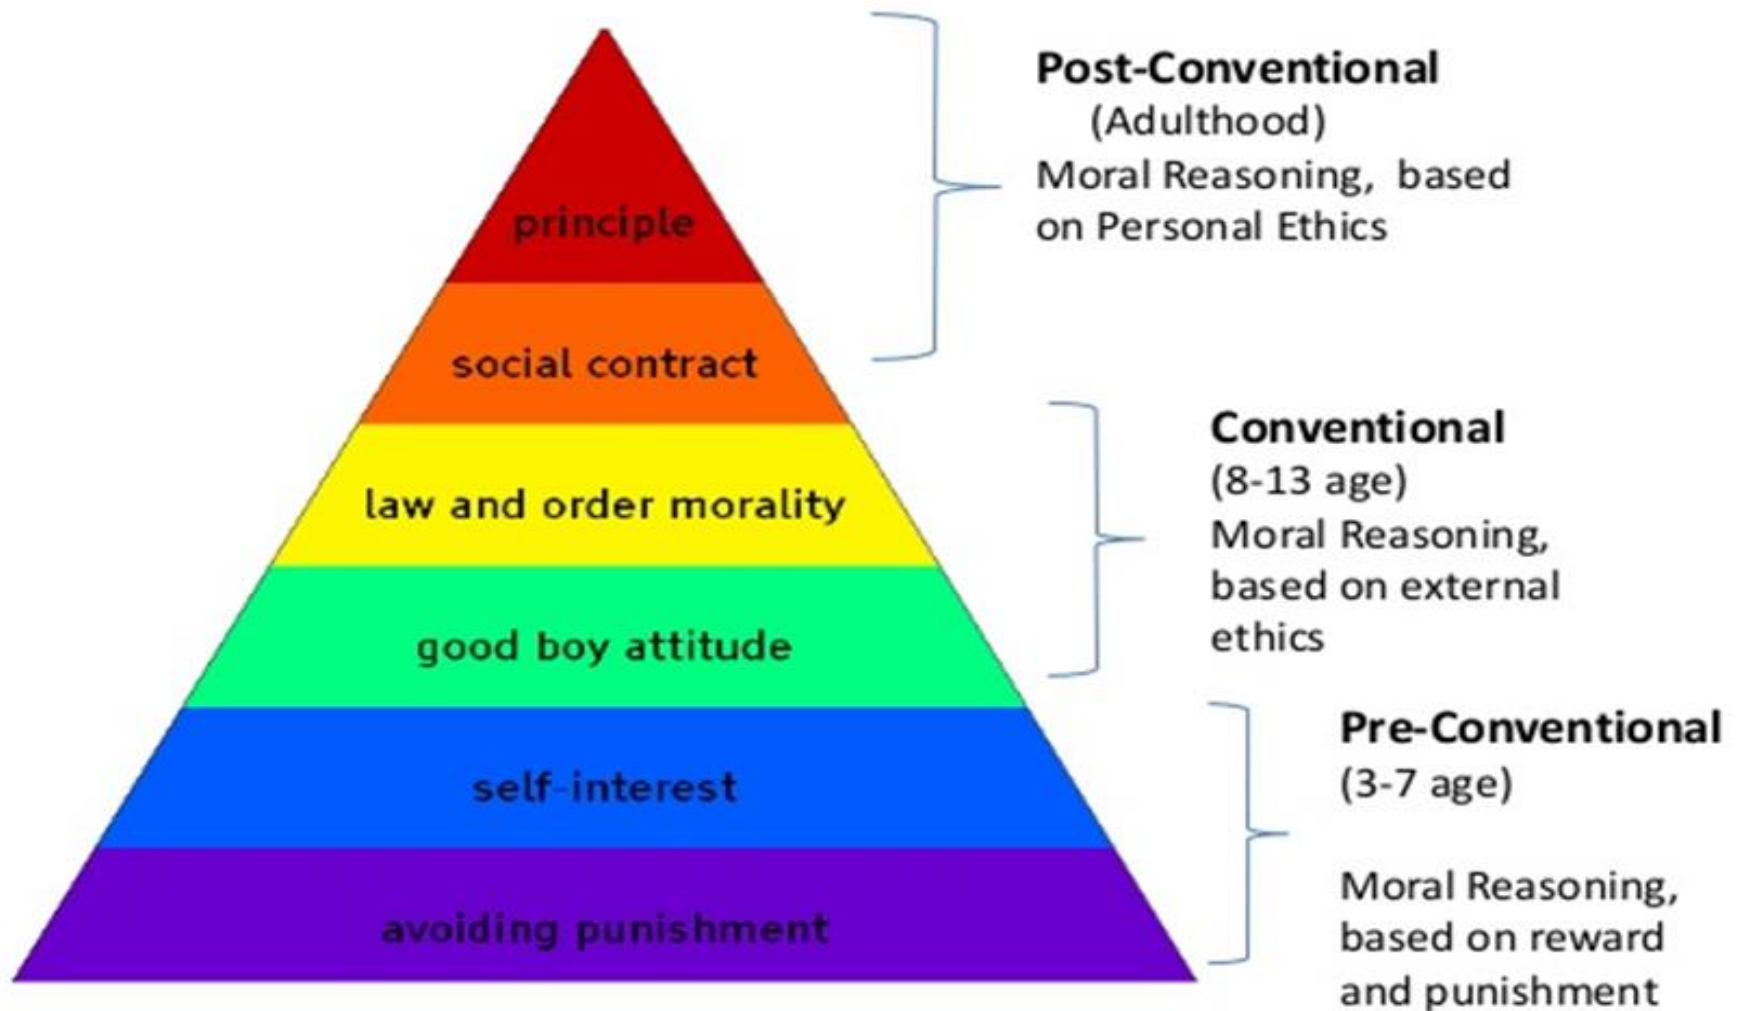 principle
social contract
law and order morality
good boy attitude
self-interest
avoiding punishment
Post-Conventional
(Adulthood)
Moral Reasoning, based
on Personal Ethics
Conventional
(8-13 age)
Moral Reasoning,
based on external
ethics
Pre-Conventional
(3-7 age)
Moral Reasoning,
based on reward
and punishment